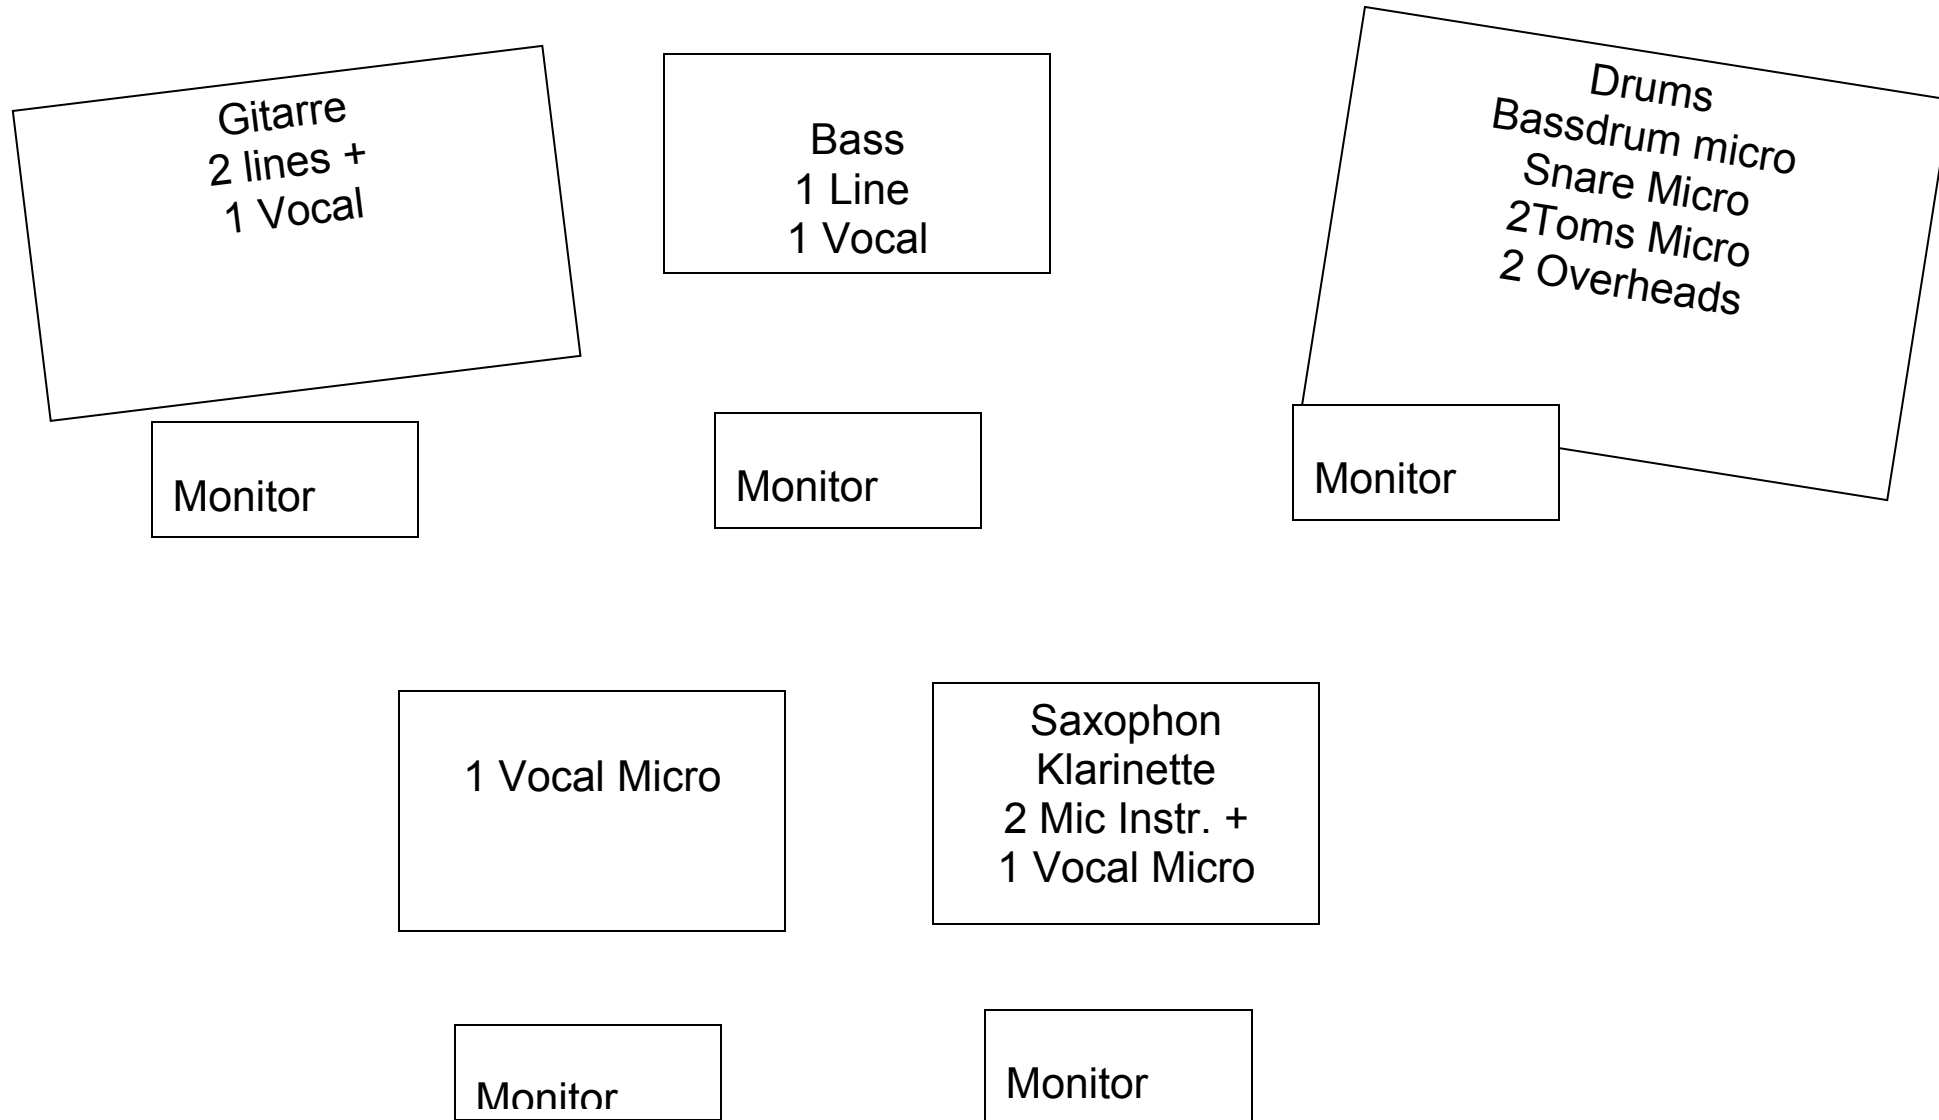 Gitarre
2 lines +
1 Vocal
Bass
1 Line
1 Vocal
Drums
Bassdrum micro
Snare Micro
2Toms Micro
2 Overheads
Monitor
Monitor
Monitor
1 Vocal Micro
Saxophon
Klarinette
2 Mic Instr. +
1 Vocal Micro
Monitor
Monitor